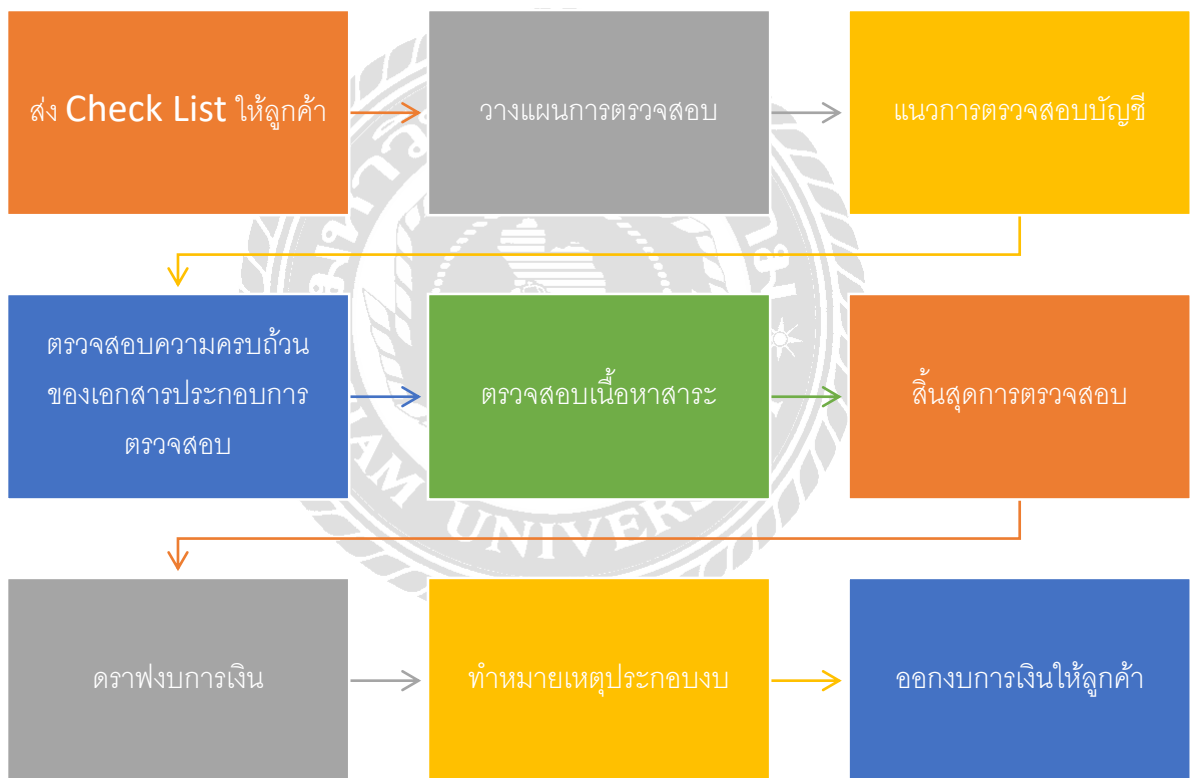 ส่ง Check List ให้ลูกค้า
วางแผนการตรวจสอบ
แนวการตรวจสอบบัญชี
ตรวจสอบความครบถ้วน
ของเอกสารประกอบการ
ตรวจสอบ
ตรวจสอบเนื้อหาสาระ
สิ้นสุดการตรวจสอบ
ดราฟงบการเงิน
ทำหมายเหตุประกอบงบ
ออกงบการเงินให้ลูกค้า